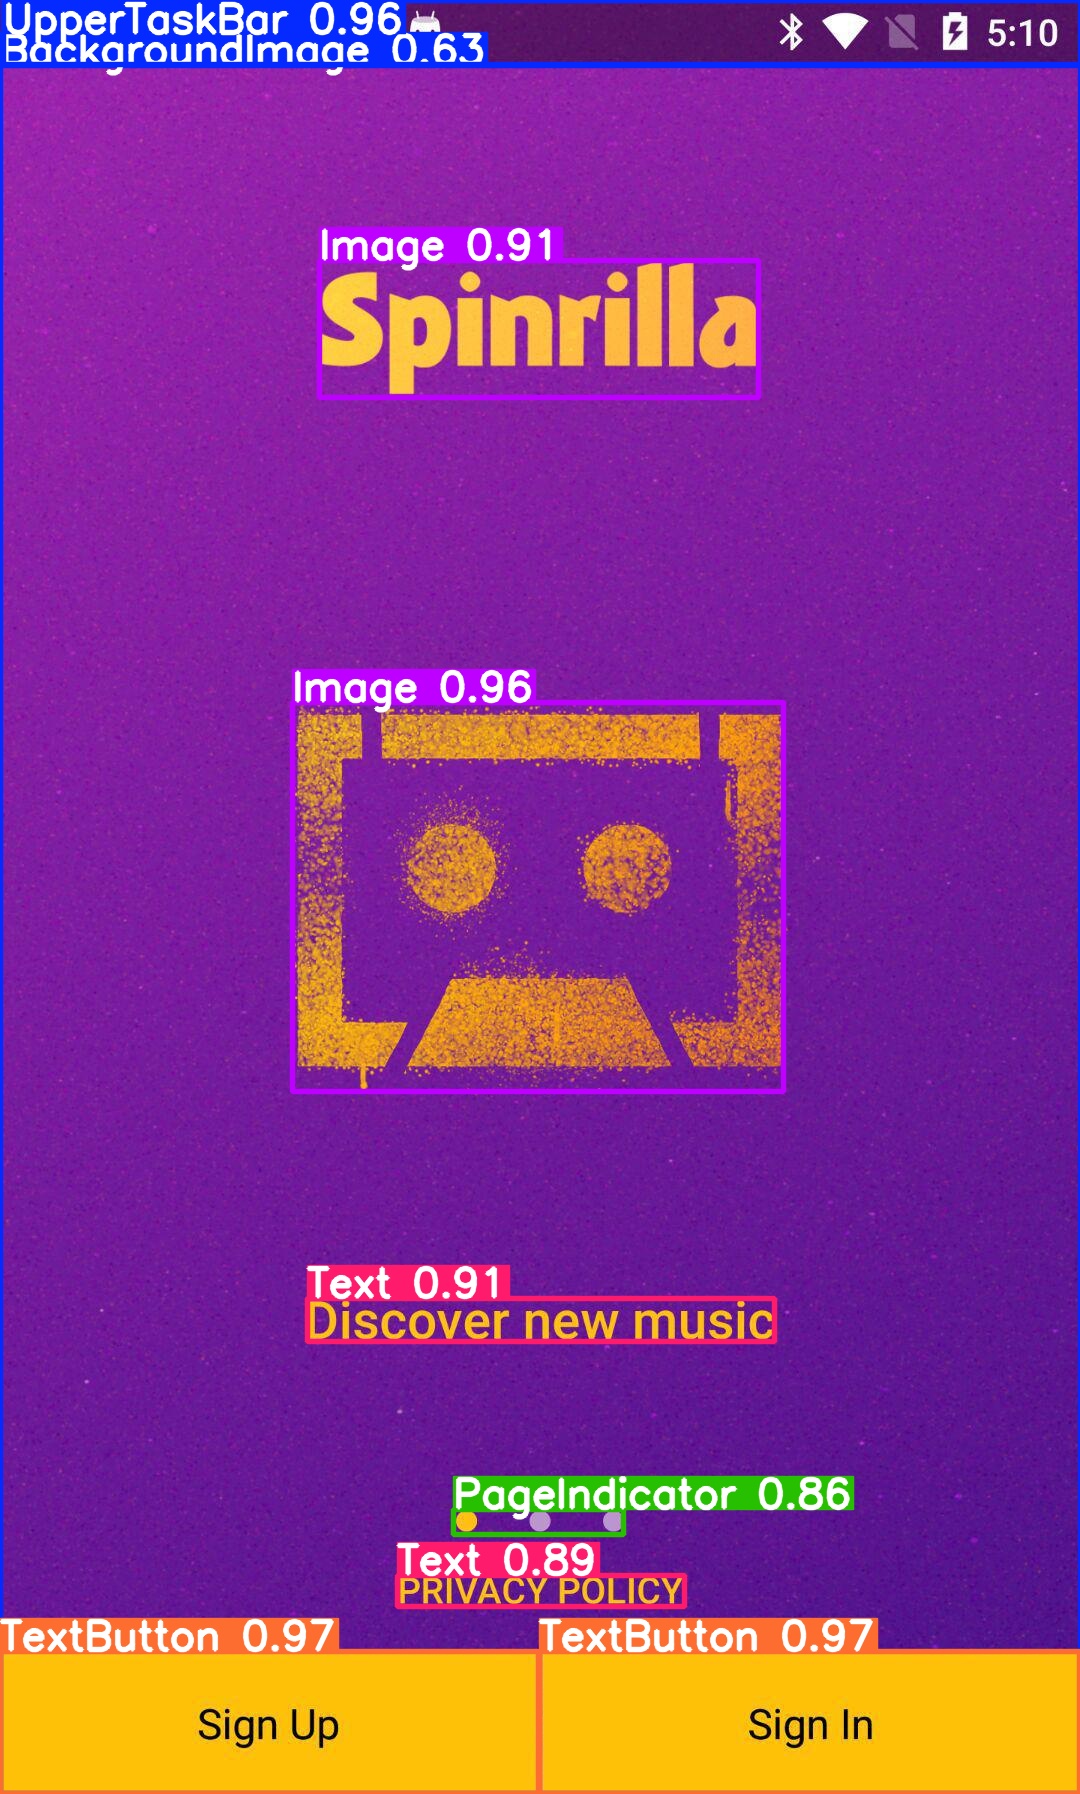 UpperTaskBar 0.96
5:10
BackgroundImage 0.63
Image 0.91
Spinrilla
Image 0.96
Text 0.91
Discover new music
PageIndicator 0.86
Text 0.89
PRIVACY POLICY
TextButton 0.97 TextButton 0.97
Sign Up Sign In